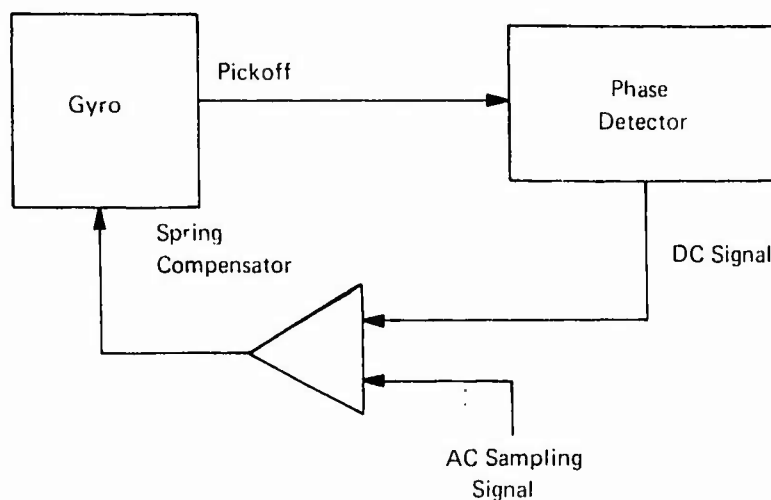 Gyro
Pickoff
Phase
Detector
Spring
Compensator
DC Signal
AC Sampling
Signal